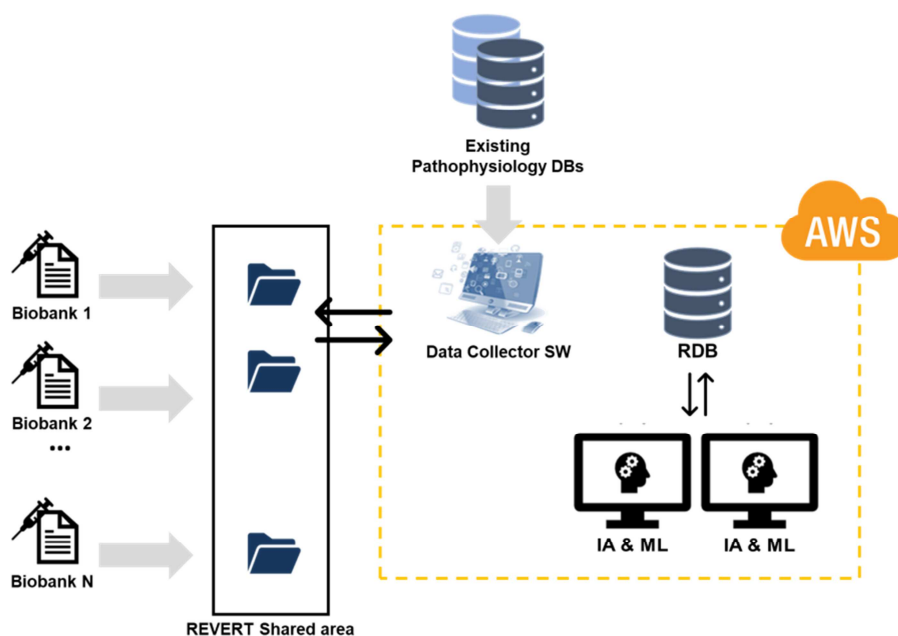 Existing
Pathophysiology DBs
AWS
Biobank 1
Data Collector SW
RDB
Biobank 2
...
Biobank N
IA & ML
IA & ML
REVERT Shared area